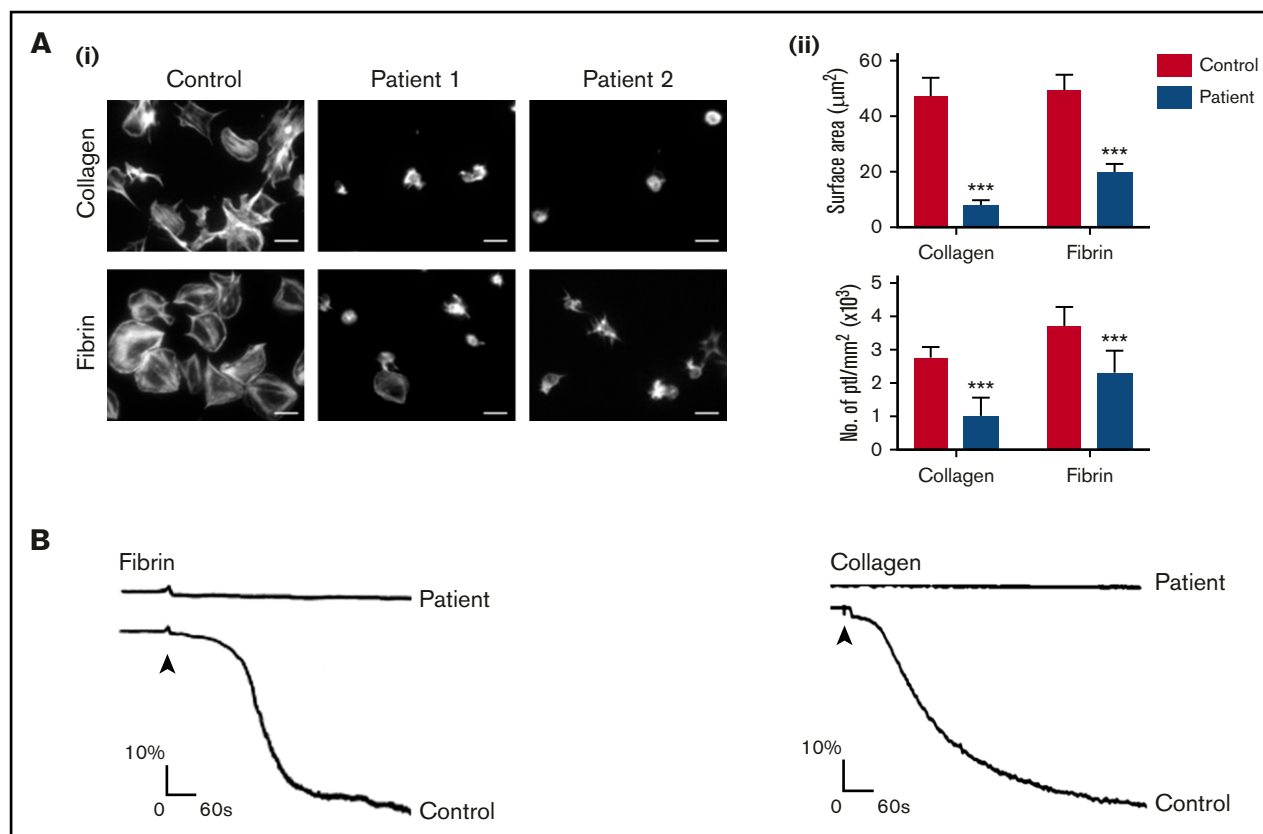 A
(i)
Control
Patient 1
Patient 2
Collagen
Fibrin
(ii)
Control
Patient
Surface area (μm²)
60
40
20
0
***
***
Collagen
Fibrin
No. of ptl/mm² (x10³)
5
4
3
2
1
0
***
***
Collagen
Fibrin
B
Fibrin
Patient
10%
0 60s
Control
Collagen
Patient
10%
0 60s
Control